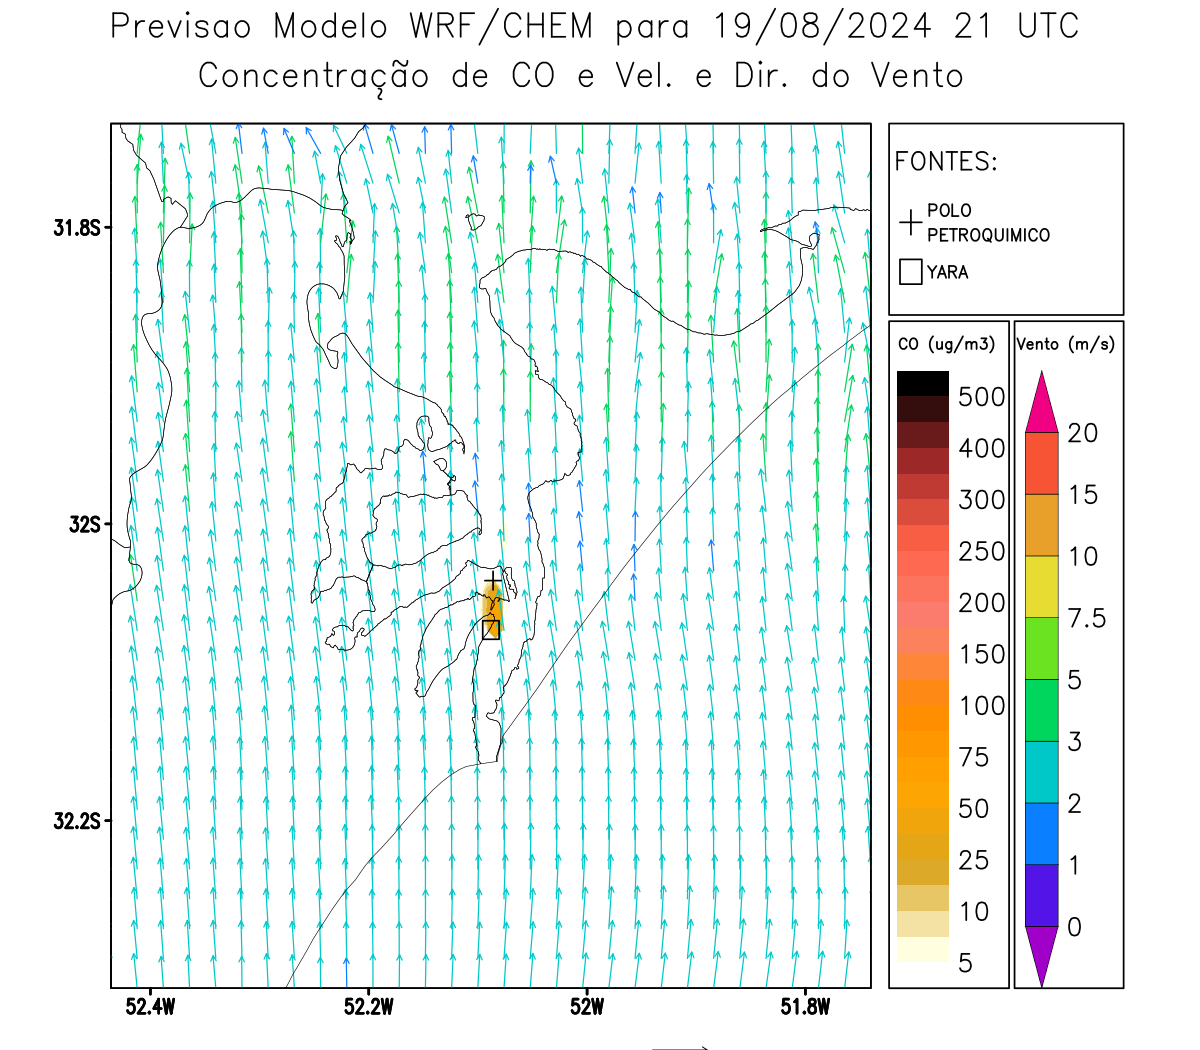 Previsao Modelo WRF/CHEM para 19/08/2024 21 UTC
Concentração de CO e Vel. e Dir. do Vento
FONTES:
POLO
PETROQUIMICO
YARA
CO (ug/m3)
500
400
300
250
200
150
100
75
50
25
10
5
Vento (m/s)
20
15
10
7.5
5
3
2
1
0
31.8S
32S
32.2S
52.4W
52.2W
52W
51.8W